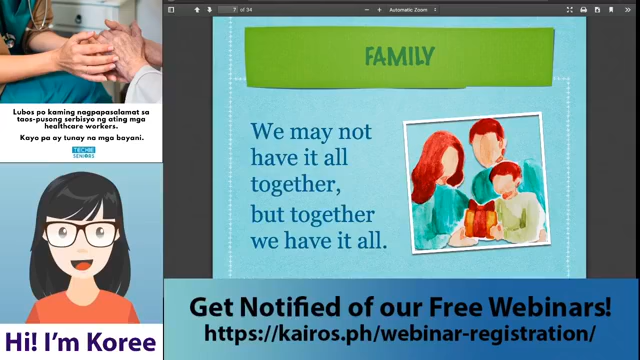 7 of 34
Automatic Zoom
Lubos po kaming nagpapasalamat sa
taos-pusong serbisyo ng ating mga
healthcare workers.
Kayo pa ay tunay na mga bayani.
TECHIE
SENIORS
FAMILY
We may not
have it all
together,
but together
we have it all.
Hi! I'm Koree
Get Notified of our Free Webinars!
https://kairos.ph/webinar-registration/